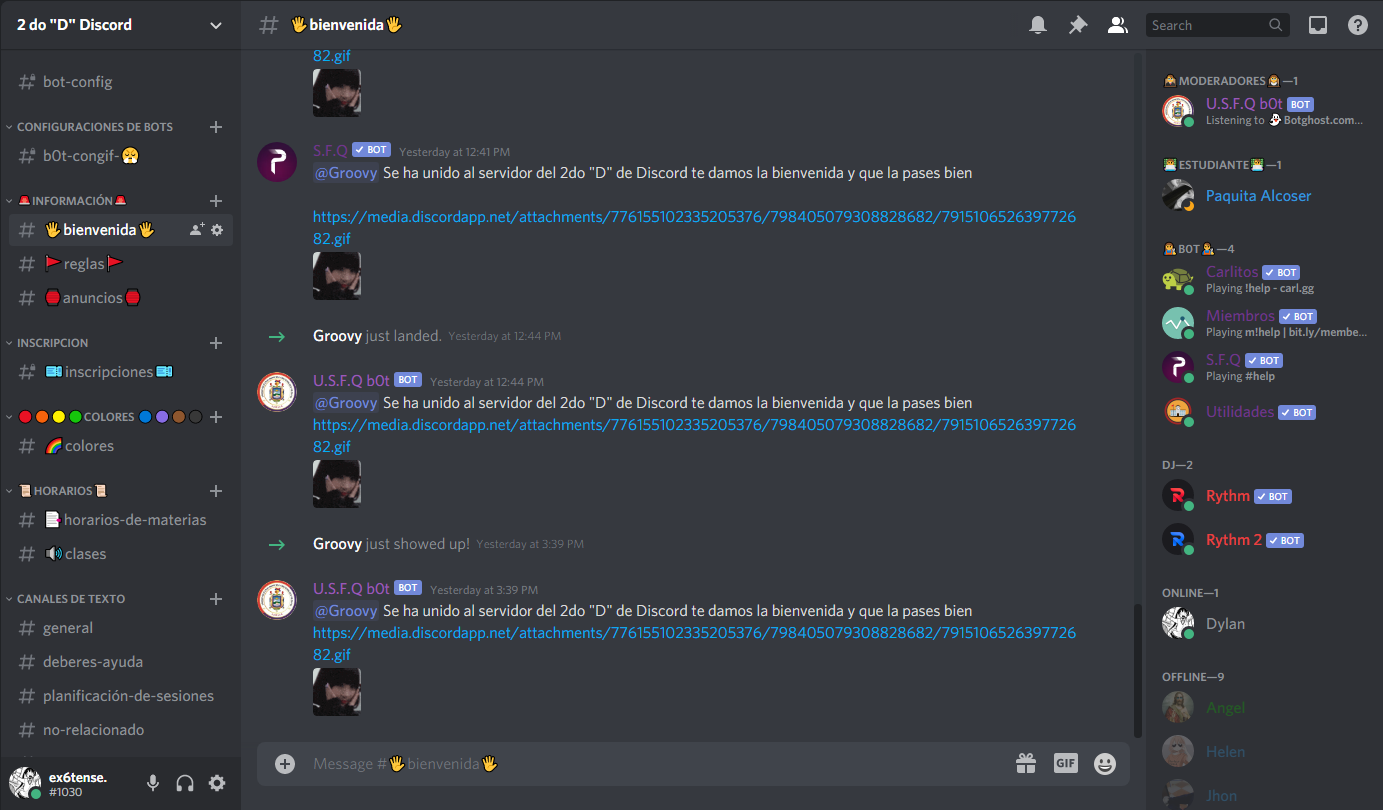 2 do "D" Discord
bot-config
CONFIGURACIONES DE BOTS
b0t-congif-😤
🚨INFORMACIÓN🚨
🖐bienvenida🖐
🚩reglas🚩
🛑anuncios🛑
INSCRIPCION
🎟inscripciones🎟
🔴🟠🟡🟢COLORES🔵🟣🟤⚫
🌈colores
📜HORARIOS📜
📑horarios-de-materias
🔊clases
CANALES DE TEXTO
general
deberes-ayuda
planificación-de-sesiones
no-relacionado
ex6tense.
#1030
# 🖐bienvenida🖐
Search
82.gif
S.F.Q ✓ BOT Yesterday at 12:41 PM
@Groovy Se ha unido al servidor del 2do "D" de Discord te damos la bienvenida y que la pases bien
https://media.discordapp.net/attachments/776155102335205376/798405079308828682/7915106526397726
82.gif
Groovy just landed. Yesterday at 12:44 PM
U.S.F.Q b0t BOT Yesterday at 12:44 PM
@Groovy Se ha unido al servidor del 2do "D" de Discord te damos la bienvenida y que la pases bien
https://media.discordapp.net/attachments/776155102335205376/798405079308828682/7915106526397726
82.gif
Groovy just showed up! Yesterday at 3:39 PM
U.S.F.Q b0t BOT Yesterday at 3:39 PM
@Groovy Se ha unido al servidor del 2do "D" de Discord te damos la bienvenida y que la pases bien
https://media.discordapp.net/attachments/776155102335205376/798405079308828682/7915106526397726
82.gif
Message #🖐bienvenida🖐
GIF
MODERADORES—1
U.S.F.Q b0t BOT
Listening to 👻 Botghost.com...
ESTUDIANTE—1
Paquita Alcoser
BOT—4
Carlitos ✓ BOT
Playing !help - carl.gg
Miembros ✓ BOT
Playing m!help | bit.ly/membe...
S.F.Q ✓ BOT
Playing #help
Utilidades ✓ BOT
DJ—2
Rythm ✓ BOT
Rythm 2 ✓ BOT
ONLINE—1
Dylan
OFFLINE—9
Angel
Helen
Jhon